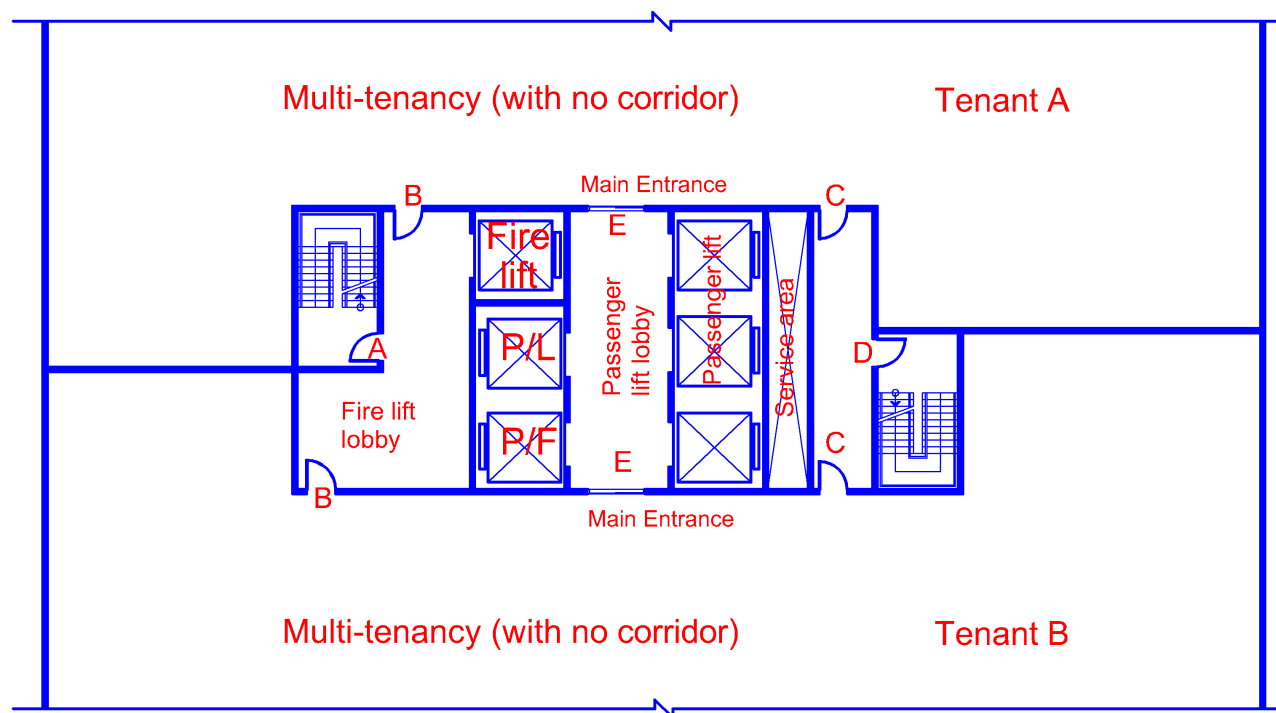 Multi-tenancy (with no corridor)
Tenant A
B
Main Entrance
C
E
Fire
lift
Passenger
lift lobby
Passenger lift
Service area
P/L
A
D
Fire lift
lobby
P/F
E
C
B
Main Entrance
Multi-tenancy (with no corridor)
Tenant B